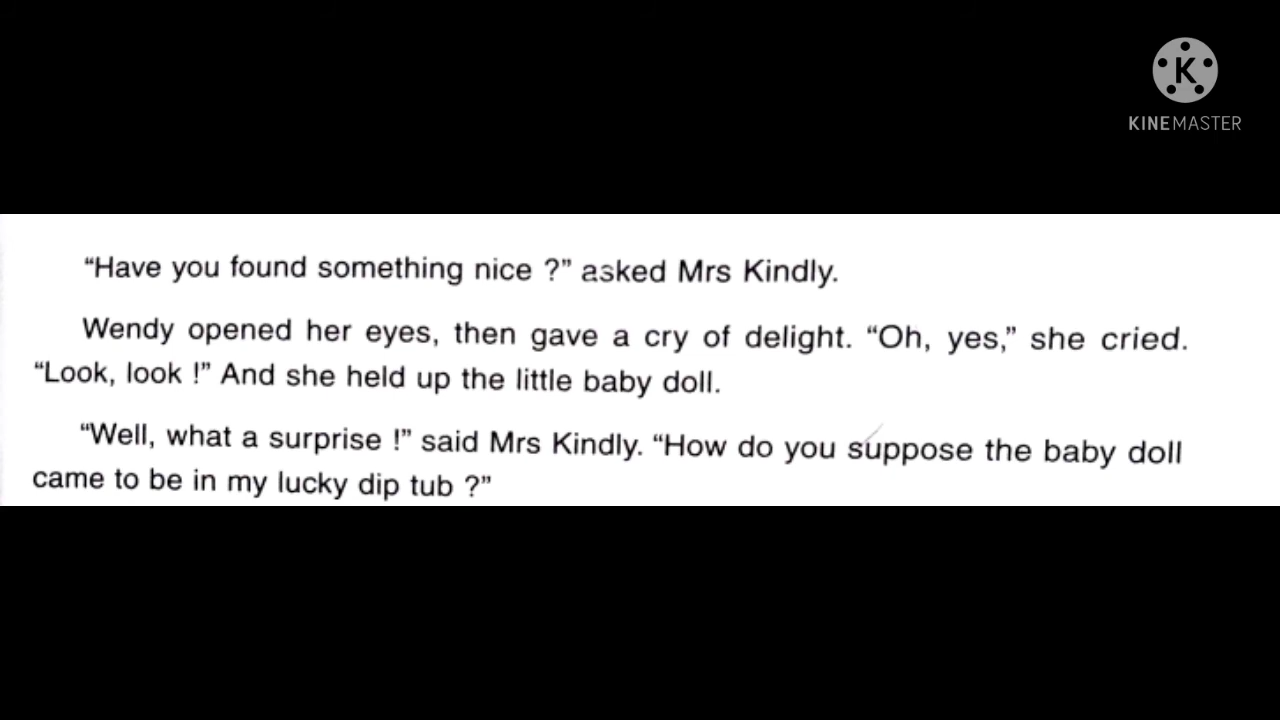 K
KINEMASTER
“Have you found something nice ?” asked Mrs Kindly.
Wendy opened her eyes, then gave a cry of delight. “Oh, yes,” she cried.
“Look, look !” And she held up the little baby doll.
“Well, what a surprise !” said Mrs Kindly. “How do you suppose the baby doll
came to be in my lucky dip tub ?”